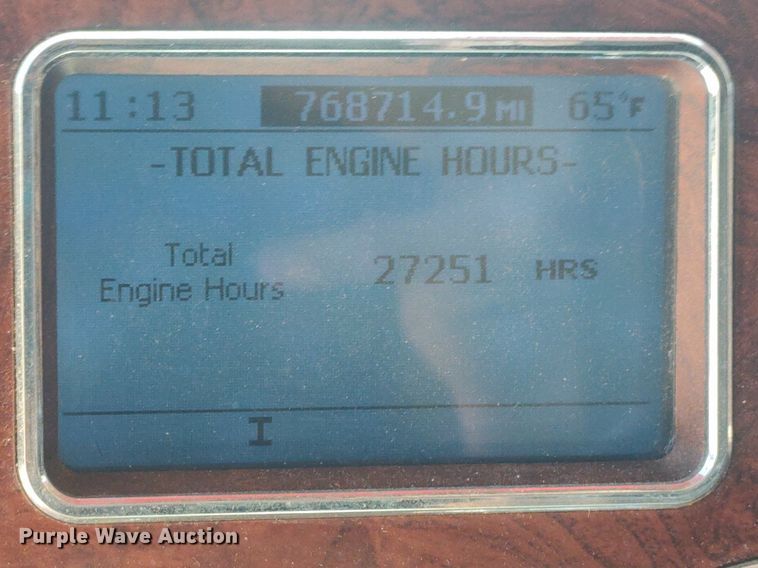 11:13 768714.9 MI 65°F
-TOTAL ENGINE HOURS-
Total
Engine Hours 27251 HRS
I
Purple Wave Auction